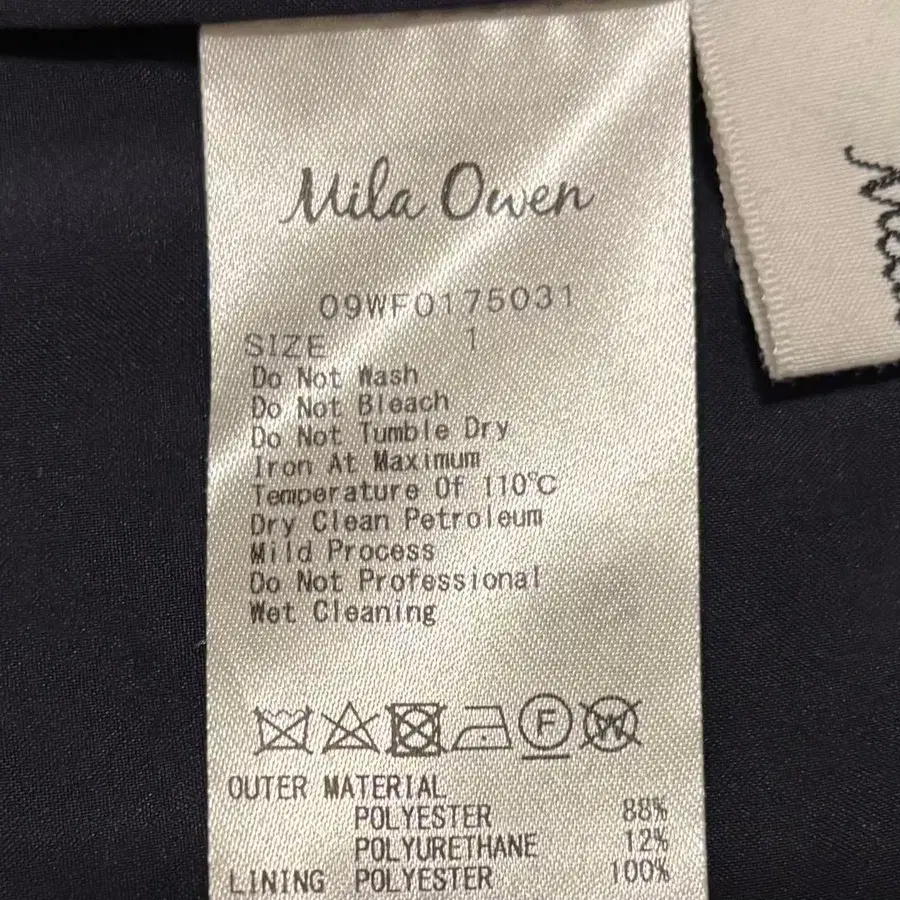 Mila Owen
09WF0175031
SIZE 1
Do Not Wash
Do Not Bleach
Do Not Tumble Dry
Iron At Maximum
Temperature Of 110℃
Dry Clean Petroleum
Mild Process
Do Not Professional
Wet Cleaning
F W
OUTER MATERIAL
POLYESTER 88%
POLYURETHANE 12%
LINING POLYESTER 100%